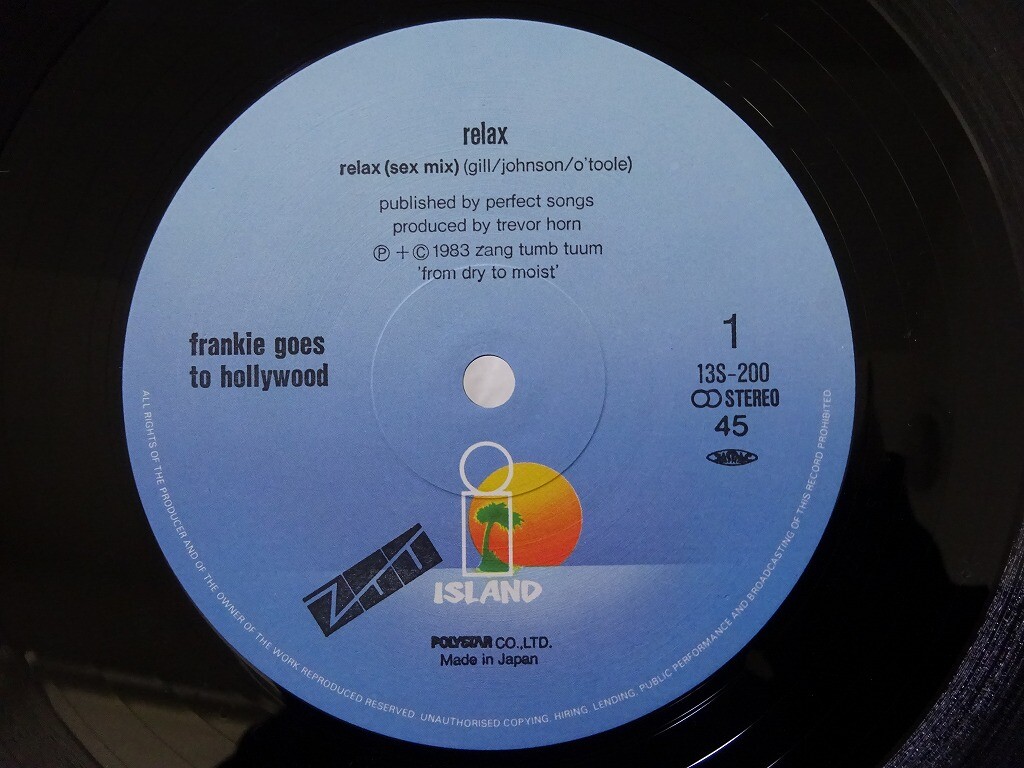 relax
relax (sex mix) (gill/johnson/o'toole)
published by perfect songs
produced by trevor horn
Ⓟ + © 1983 zang tumb tuum
'from dry to moist'
frankie goes
to hollywood
1
13S-200
STEREO
45
ZTT
ISLAND
POLYSTAR CO.,LTD.
Made in Japan
ALL RIGHTS OF THE PRODUCER AND OF THE OWNER OF THE WORK REPRODUCED RESERVED. UNAUTHORISED COPYING. HIRING. LENDING. PUBLIC PERFORMANCE AND BROADCASTING OF THIS RECORD PROHIBITED.